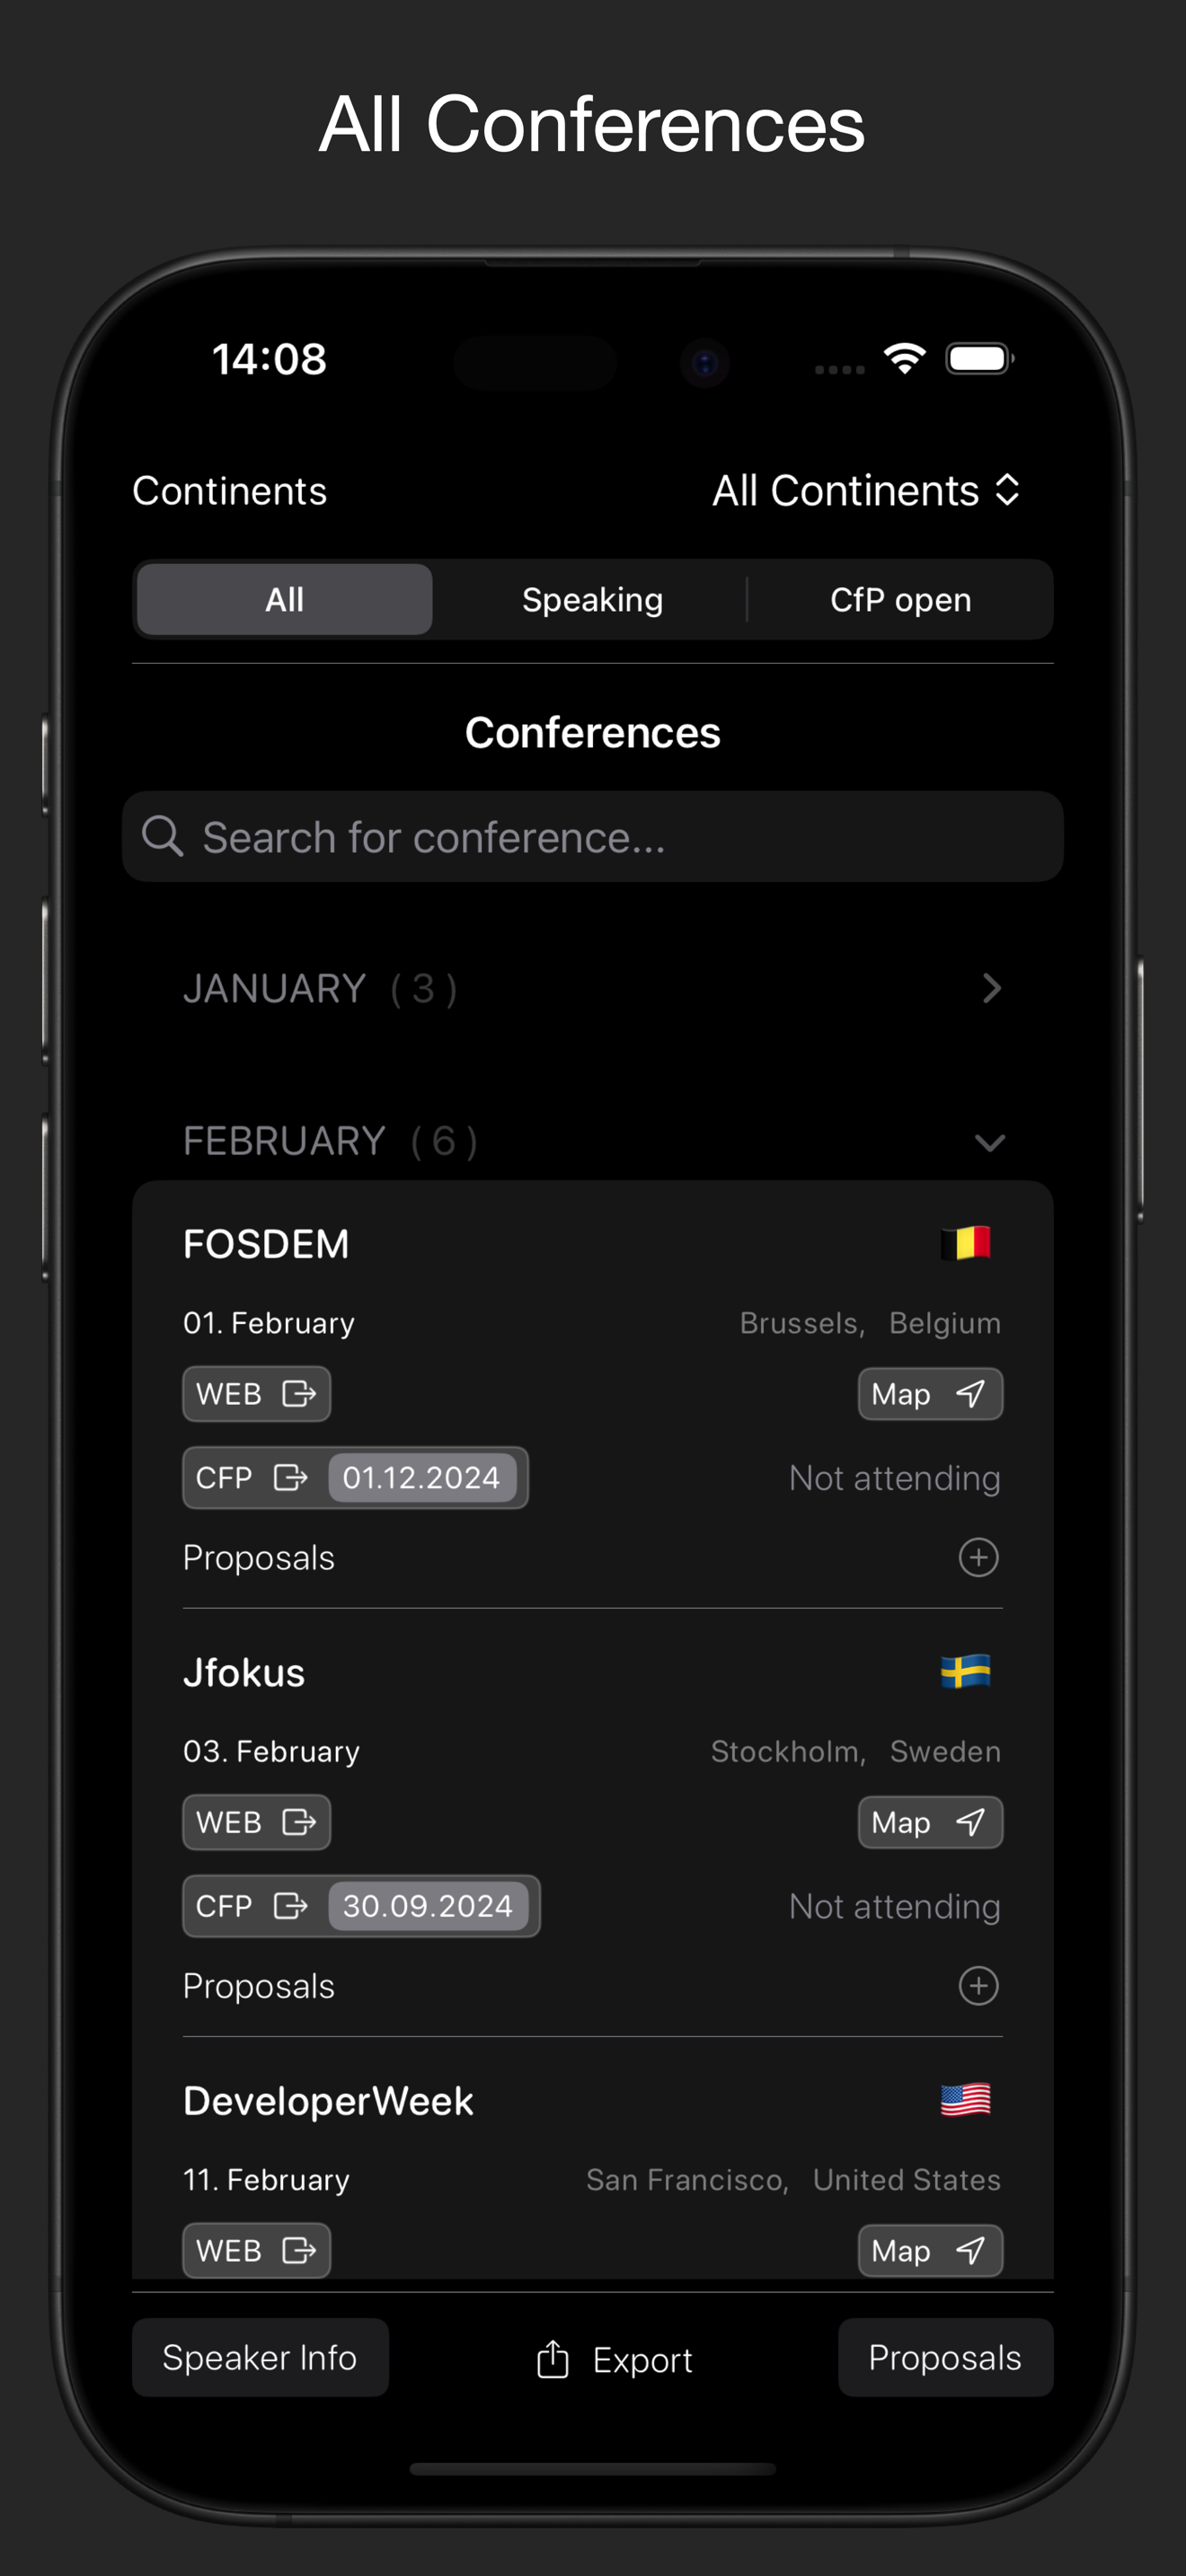 All Conferences
14:08
Continents All Continents
All Speaking CfP open
Conferences
Search for conference...
JANUARY (3)
FEBRUARY (6)
FOSDEM
01. February Brussels, Belgium
WEB Map
CFP 01.12.2024 Not attending
Proposals
Jfokus
03. February Stockholm, Sweden
WEB Map
CFP 30.09.2024 Not attending
Proposals
DeveloperWeek
11. February San Francisco, United States
WEB Map
Speaker Info Export Proposals